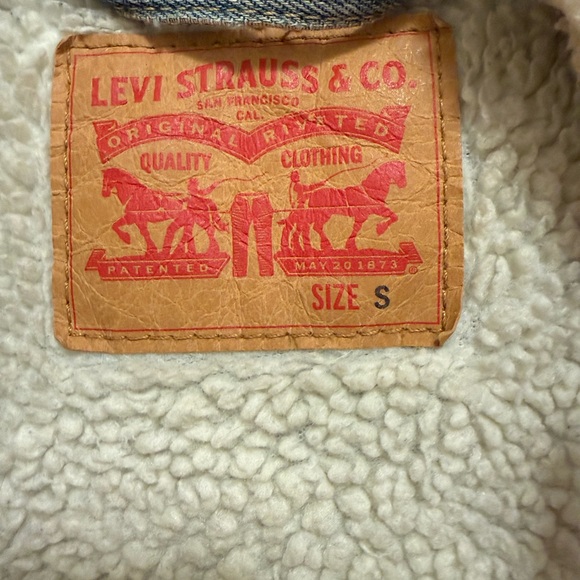 LEVI STRAUSS & CO.
SAN FRANCISCO
CAL.
ORIGINAL RIVETED
QUALITY CLOTHING
PATENTED MAY 20 1873
®
SIZE S